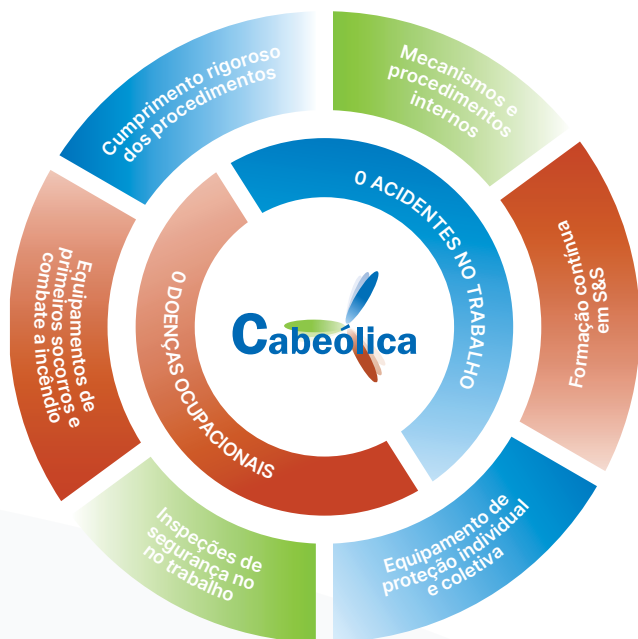 Cumprimento rigoroso
dos procedimentos
Mecanismos e
procedimentos
internos
Formação contínua
em S&S
Equipamento de
proteção individual
e coletiva
Inspeções de
segurança no
no trabalho
Equipamentos de
primeiros socorros e
combate a incêndio
0 ACIDENTES NO TRABALHO
0 DOENÇAS OCUPACIONAIS
Cabeólica